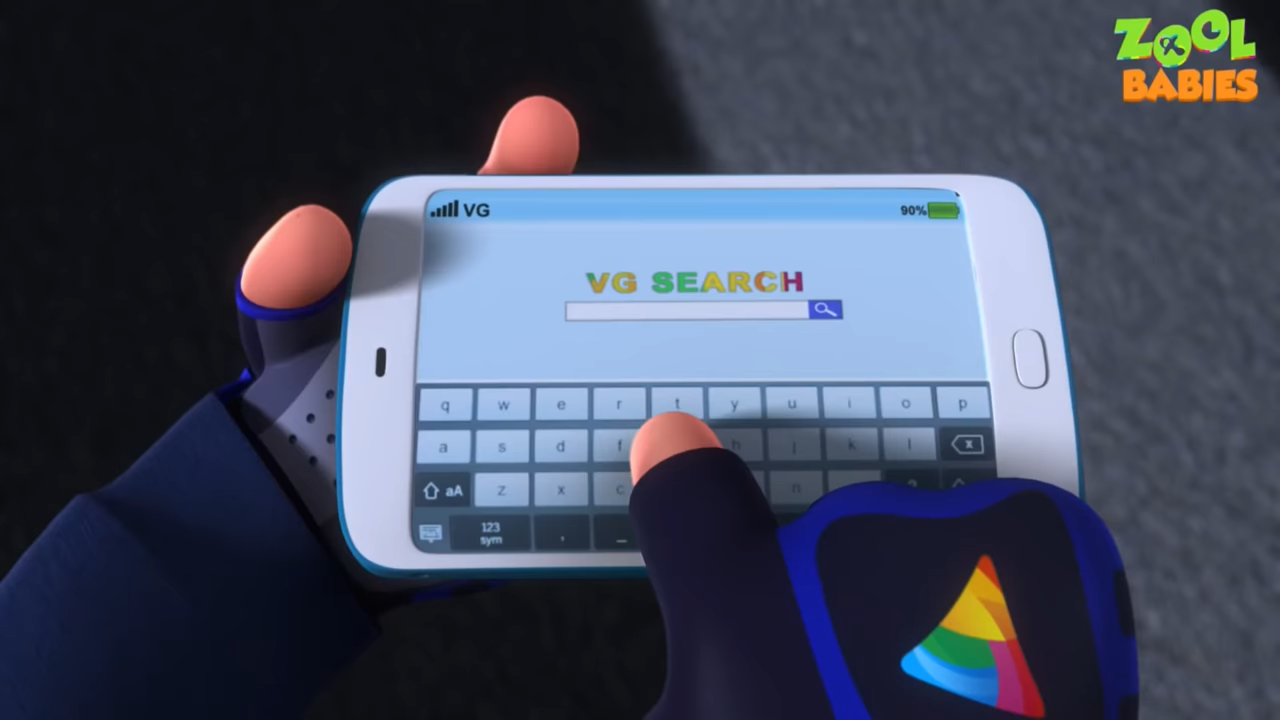 ZOOL
BABIES
VG
90%
VG SEARCH
q w e r t y u i o p
a s d f h j k l
aA z x c n ?
123
sym , _